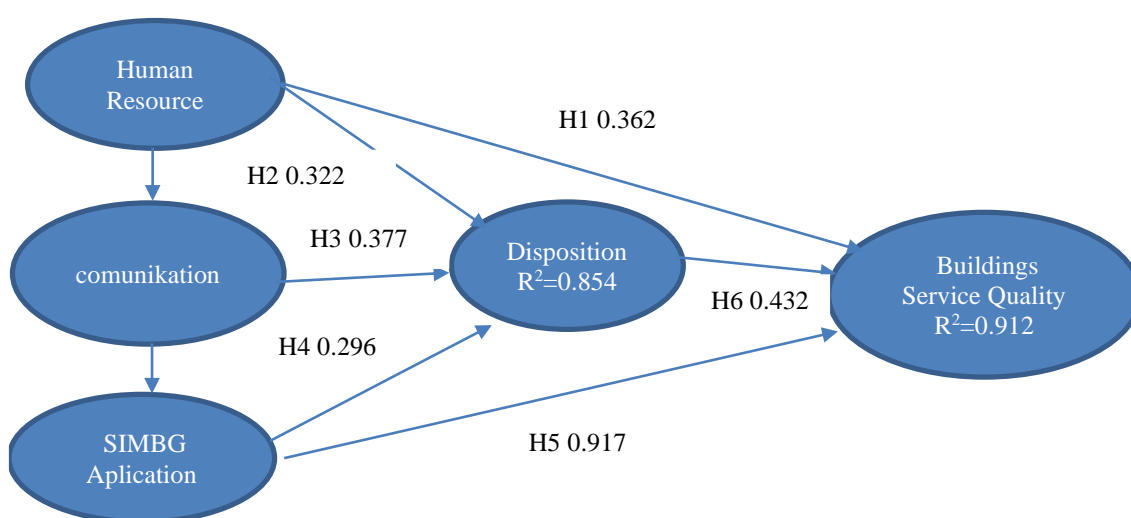 Human
Resource
H1 0.362
H2 0.322
H3 0.377
comunikation
Disposition
R²=0.854
Buildings
Service Quality
R²=0.912
H6 0.432
H4 0.296
SIMBG
Aplication
H5 0.917